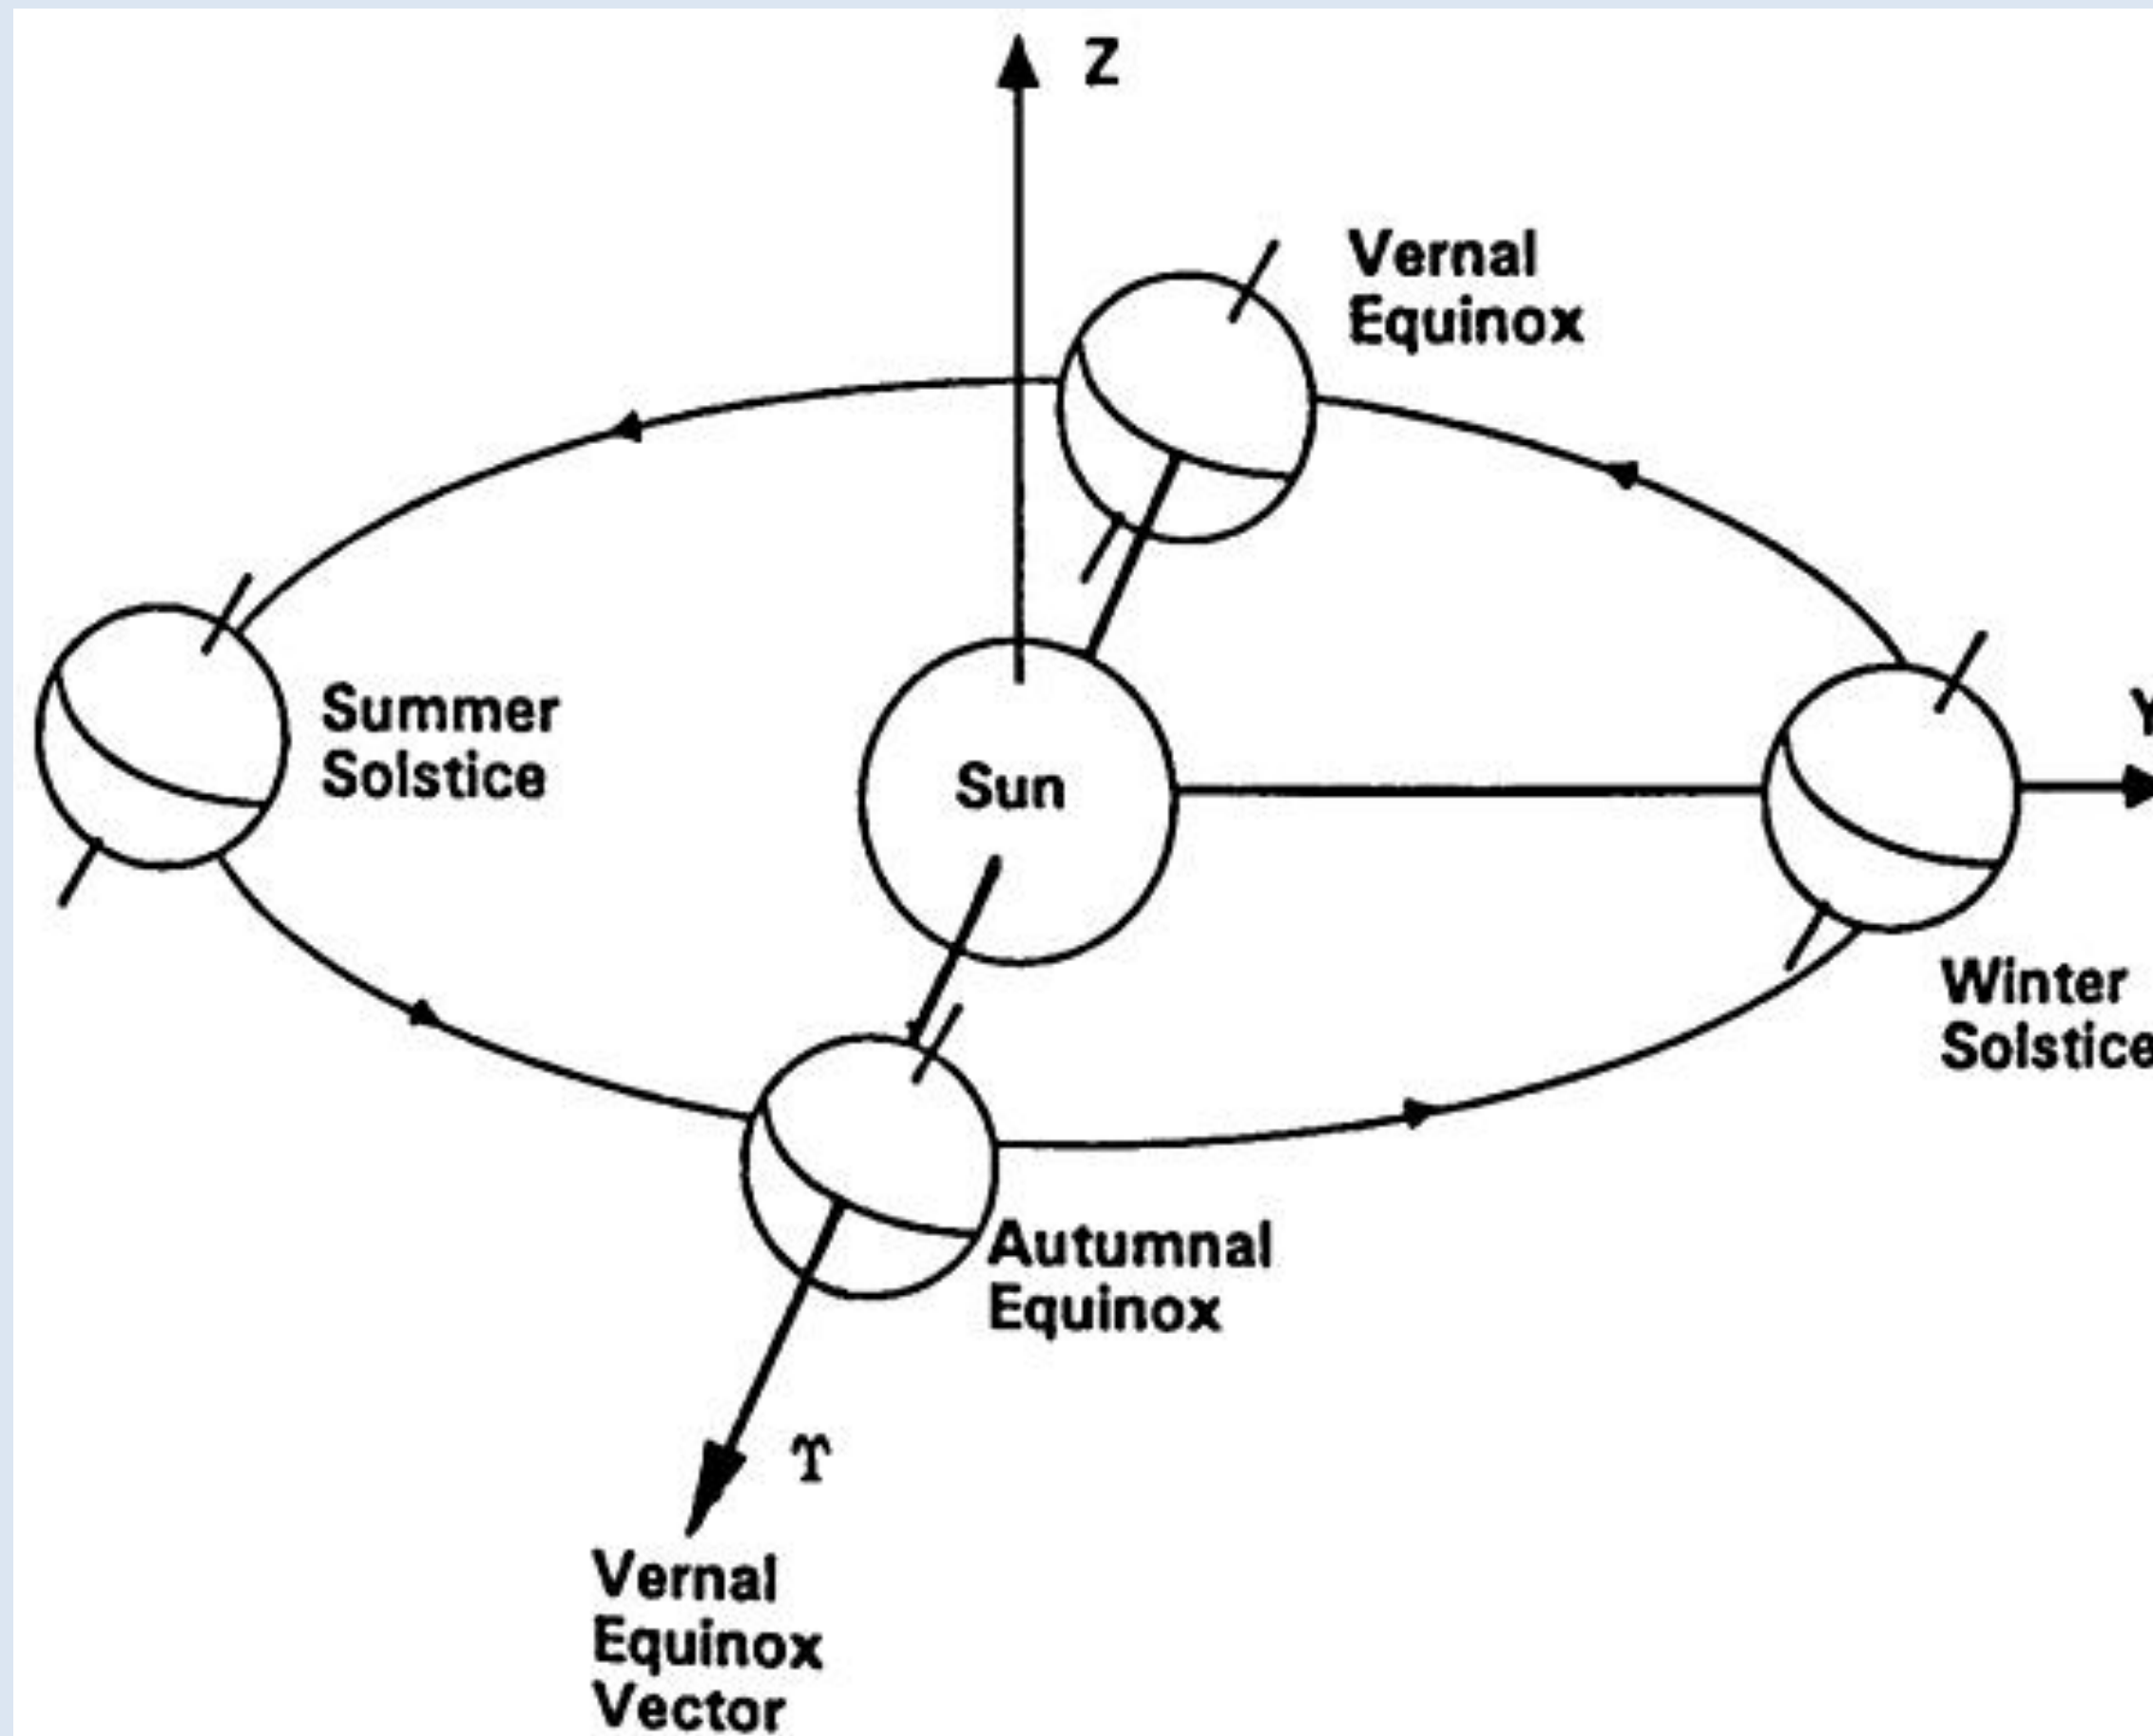 Z
Vernal
Equinox
Summer
Solstice
Sun
Y
Winter
Solstice
Autumnal
Equinox
♈
Vernal
Equinox
Vector